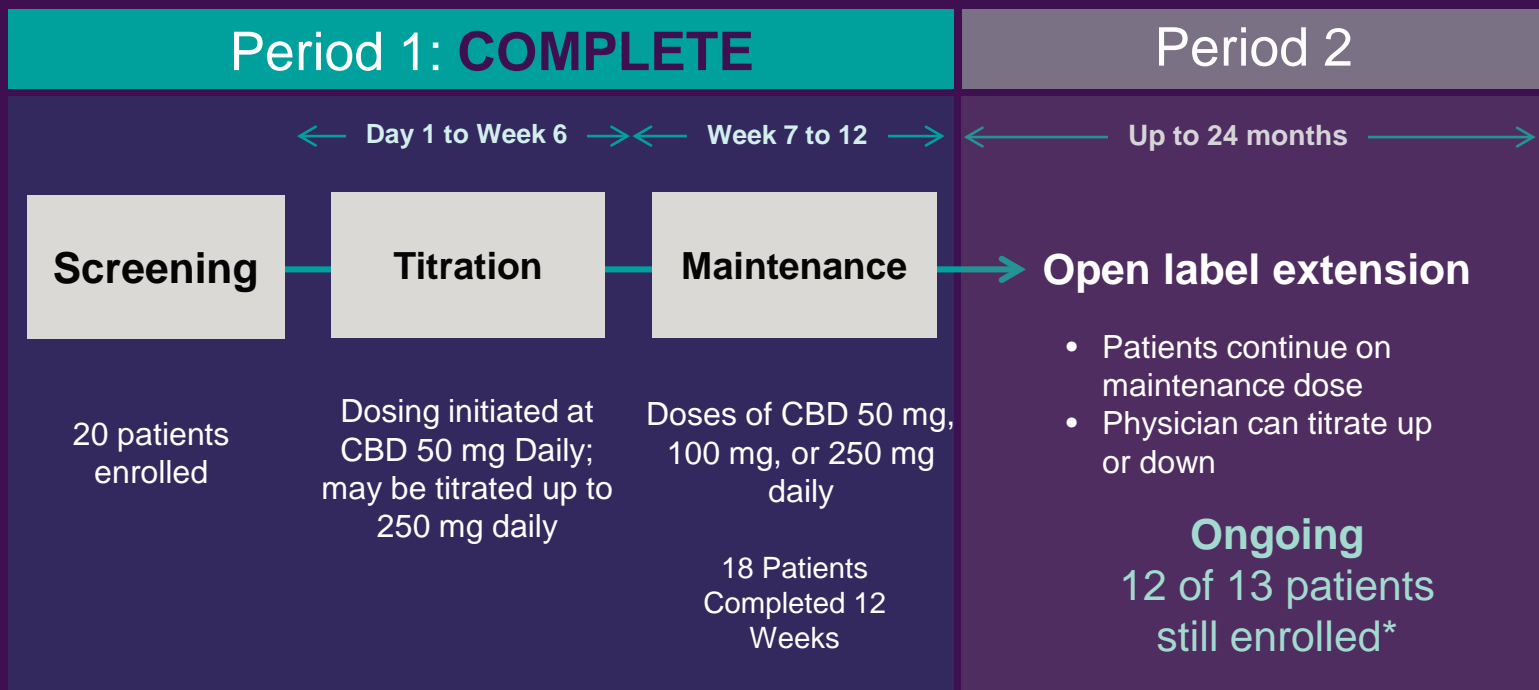 Period 1: COMPLETE
Period 2
Day 1 to Week 6
Week 7 to 12
Up to 24 months
Screening
Titration
Maintenance
Open label extension
20 patients
enrolled
Dosing initiated at
CBD 50 mg Daily;
may be titrated up to
250 mg daily
Doses of CBD 50 mg,
100 mg, or 250 mg
daily
18 Patients
Completed 12
Weeks
• Patients continue on
maintenance dose
• Physician can titrate up
or down
Ongoing
12 of 13 patients
still enrolled*